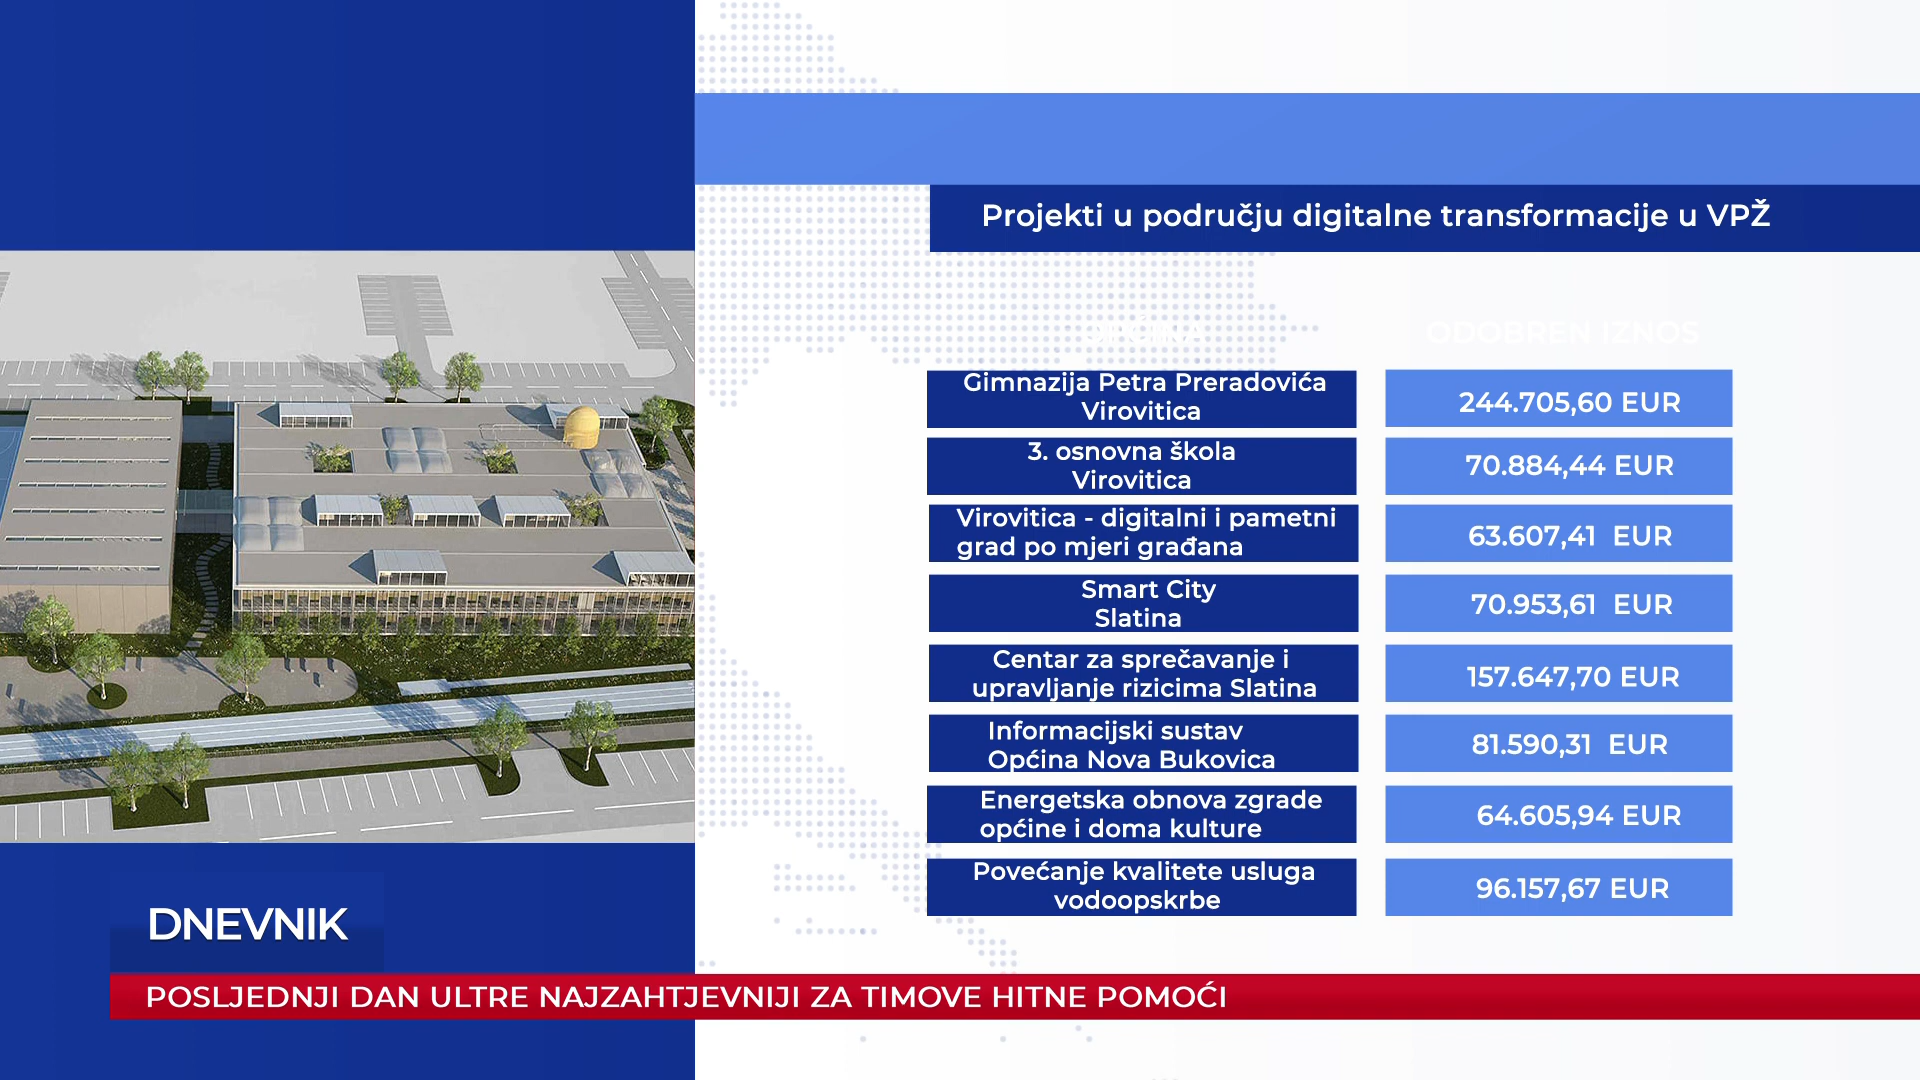 Projekti u području digitalne transformacije u VPŽ
OPĆINA
ODOBREN IZNOS
Gimnazija Petra Preradovića
Virovitica
244.705,60 EUR
3. osnovna škola
Virovitica
70.884,44 EUR
Virovitica - digitalni i pametni
grad po mjeri građana
63.607,41 EUR
Smart City
Slatina
70.953,61 EUR
Centar za sprečavanje i
upravljanje rizicima Slatina
157.647,70 EUR
Informacijski sustav
Općina Nova Bukovica
81.590,31 EUR
Energetska obnova zgrade
općine i doma kulture
64.605,94 EUR
Povećanje kvalitete usluga
vodoopskrbe
96.157,67 EUR
DNEVNIK
POSLJEDNJI DAN ULTRE NAJZAHTJEVNIJI ZA TIMOVE HITNE POMOĆI